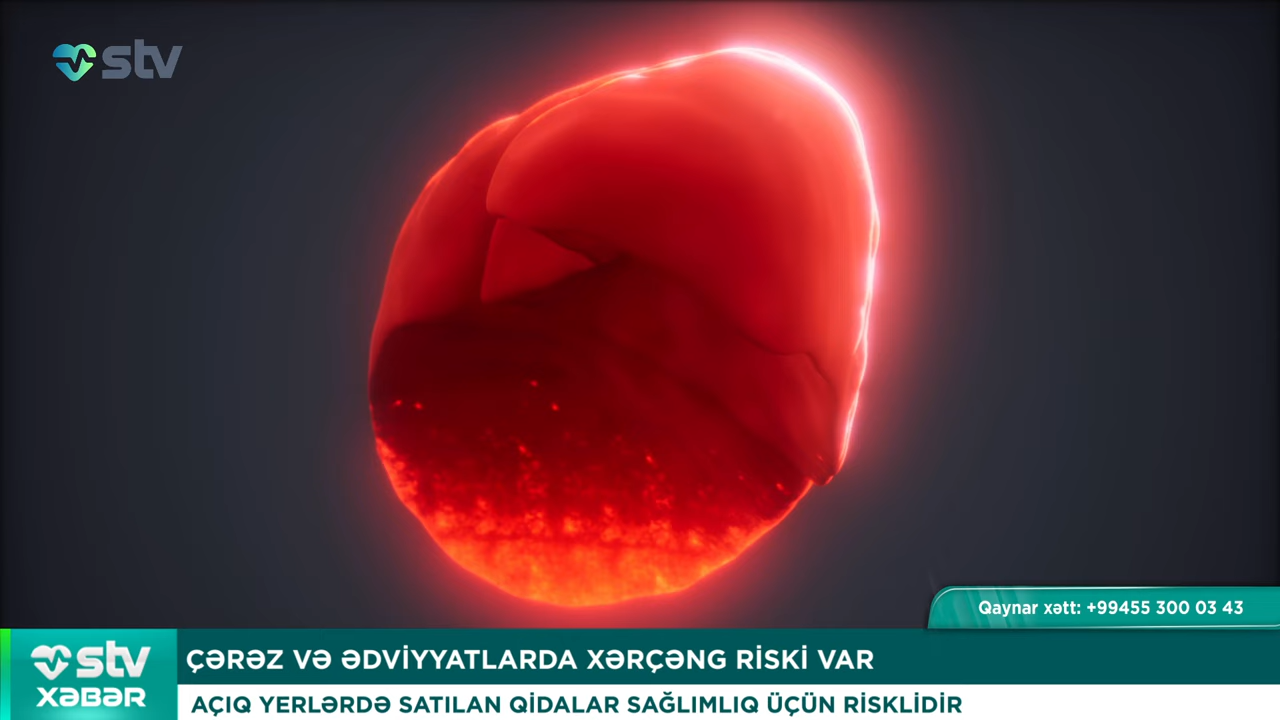 stv
Qaynar xətt: +99455 300 03 43
stv
XƏBƏR
ÇƏRƏZ VƏ ƏDVİYYATLARDA XƏRÇƏNG RİSKİ VAR
AÇIQ YERLƏRDƏ SATILAN QİDALAR SAĞLIMLIQ ÜÇÜN RİSKLİDİR